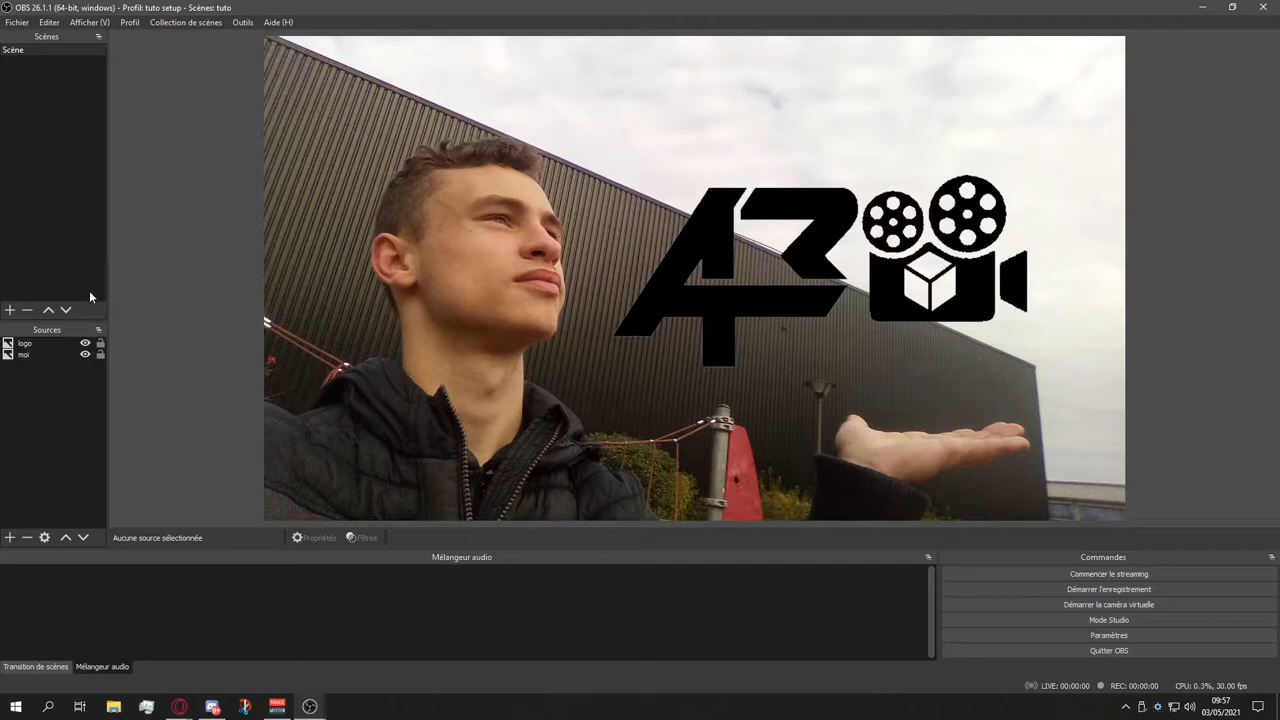 OBS 26.1.1 (64-bit, windows) - Profil: tuto setup - Scènes: tuto
Fichier Editer Afficher (V) Profil Collection de scènes Outils Aide (H)
Scènes
Scène
Sources
logo
moi
Aucune source sélectionnée Propriétés Filtres
Mélangeur audio
Commandes
Commencer le streaming
Démarrer l'enregistrement
Démarrer la caméra virtuelle
Mode Studio
Paramètres
Quitter OBS
Transition de scènes Mélangeur audio
LIVE: 00:00:00 REC: 00:00:00 CPU: 0.3%, 30.00 fps
09:57
03/05/2021